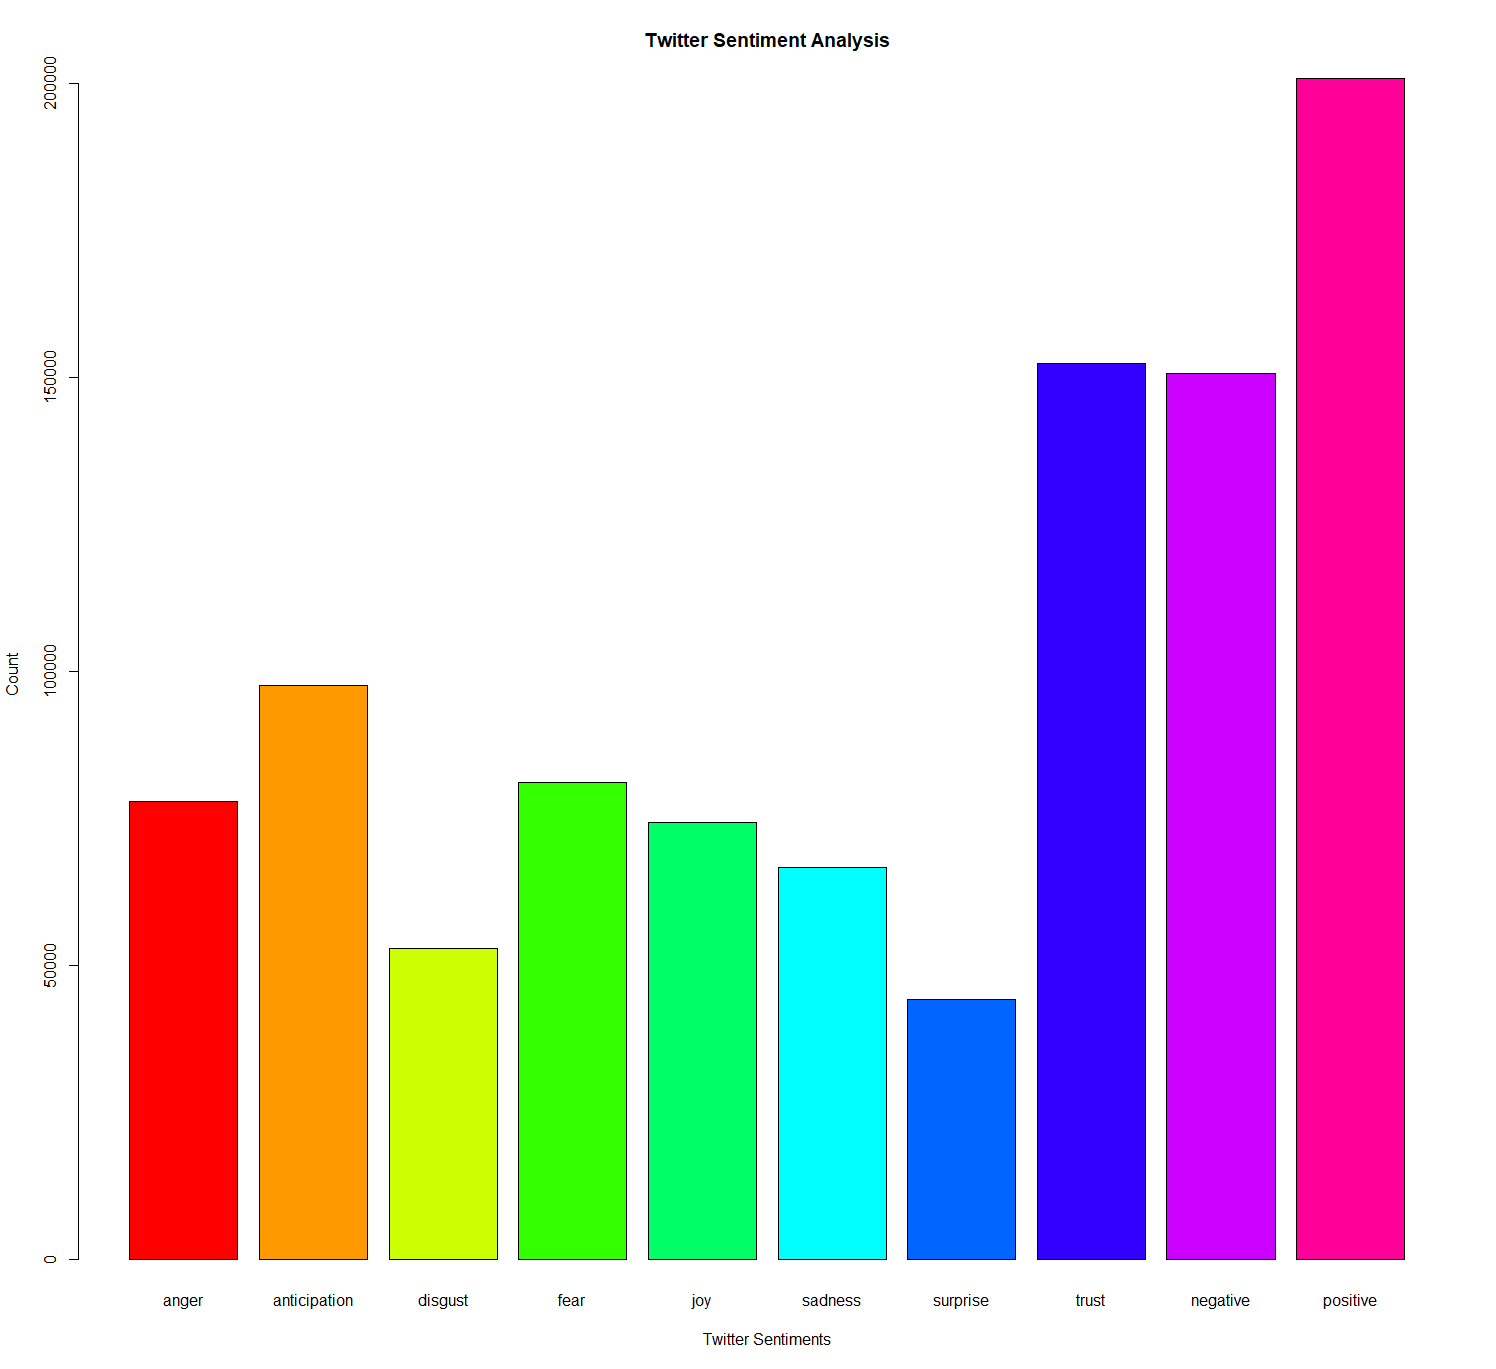 Twitter Sentiment Analysis
200000
150000
100000
50000
0
Count
anger anticipation disgust fear joy sadness surprise trust negative positive
Twitter Sentiments